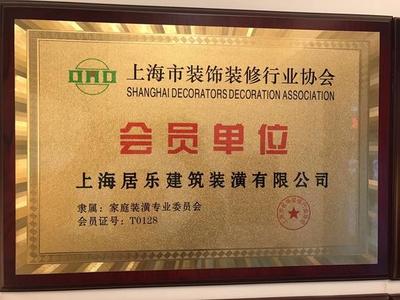 上海市装饰装修行业协会
SHANGHAI DECORATORS DECORATION ASSOCIATION
会员单位
上海居乐建筑装潢有限公司
隶属：家庭装潢专业委员会
会员证号：T0128